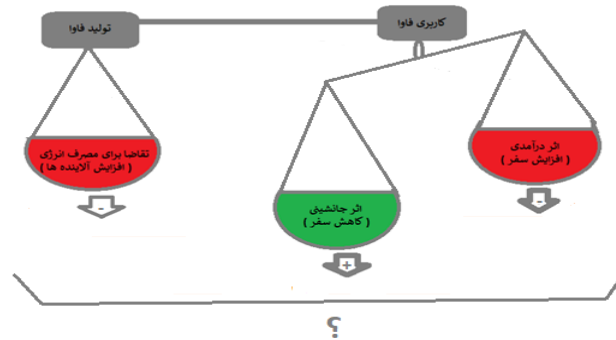 کاربری فاوا
تولید فاوا
اثر درآمدی
( افزایش سفر )
تقاضا برای مصرف انرژی
( افزایش آلاینده ها )
اثر جانشینی
( کاهش سفر )
-
-
+
؟